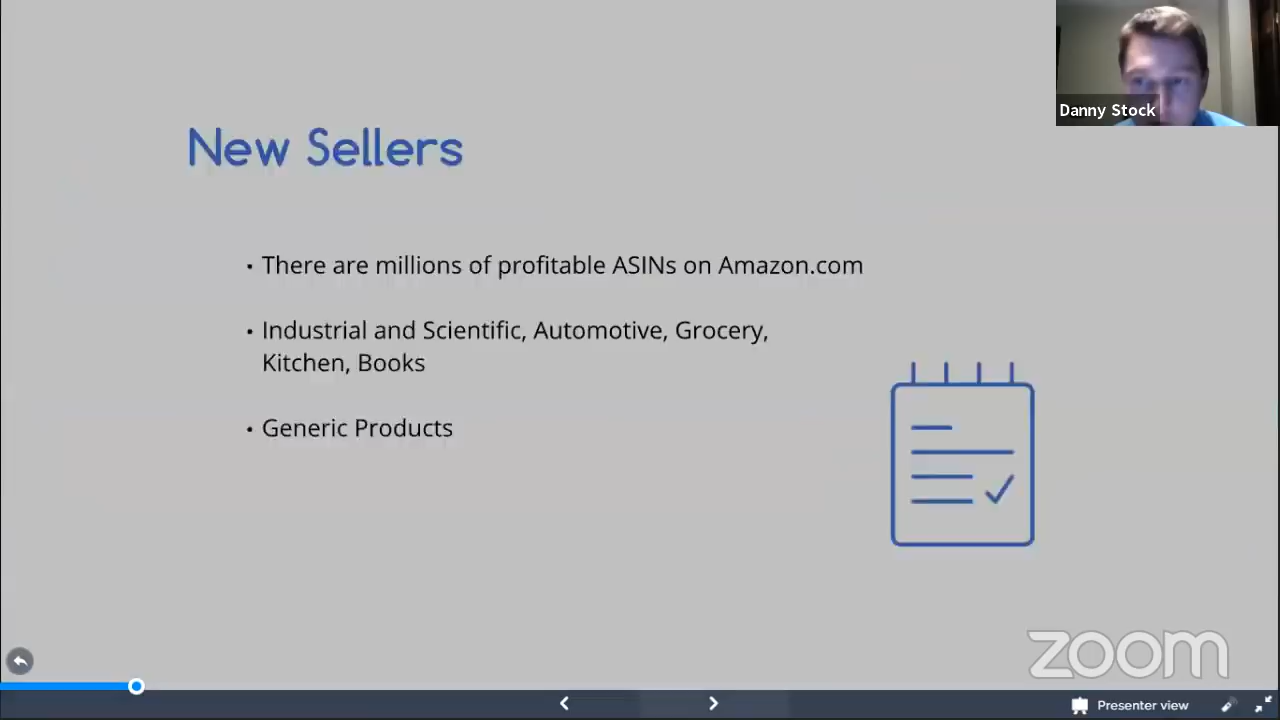 Danny Stock
New Sellers
• There are millions of profitable ASINs on Amazon.com
• Industrial and Scientific, Automotive, Grocery,
Kitchen, Books
• Generic Products
zoom
Presenter view